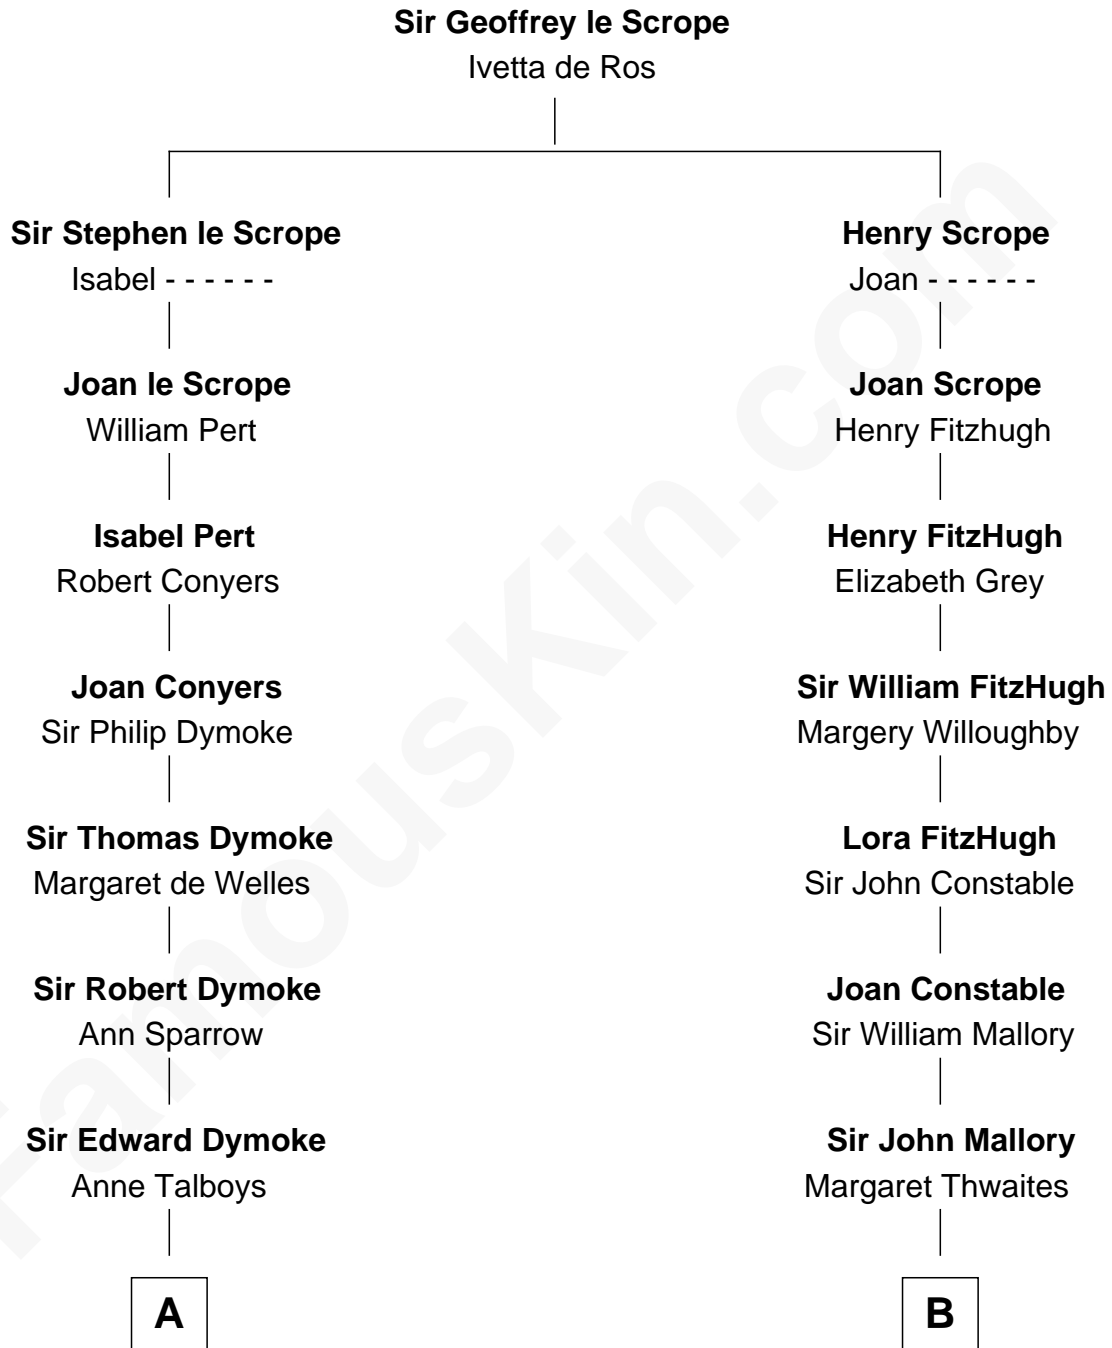 Sir Geoffrey le Scrope
Ivetta de Ros
Sir Stephen le Scrope
Isabel - - - - - -
Joan le Scrope
William Pert
Isabel Pert
Robert Conyers
Joan Conyers
Sir Philip Dymoke
Sir Thomas Dymoke
Margaret de Welles
Sir Robert Dymoke
Ann Sparrow
Sir Edward Dymoke
Anne Talboys
A
Henry Scrope
Joan - - - - - -
Joan Scrope
Henry Fitzhugh
Henry FitzHugh
Elizabeth Grey
Sir William FitzHugh
Margery Willoughby
Lora FitzHugh
Sir John Constable
Joan Constable
Sir William Mallory
Sir John Mallory
Margaret Thwaites
B
FamousKin.com